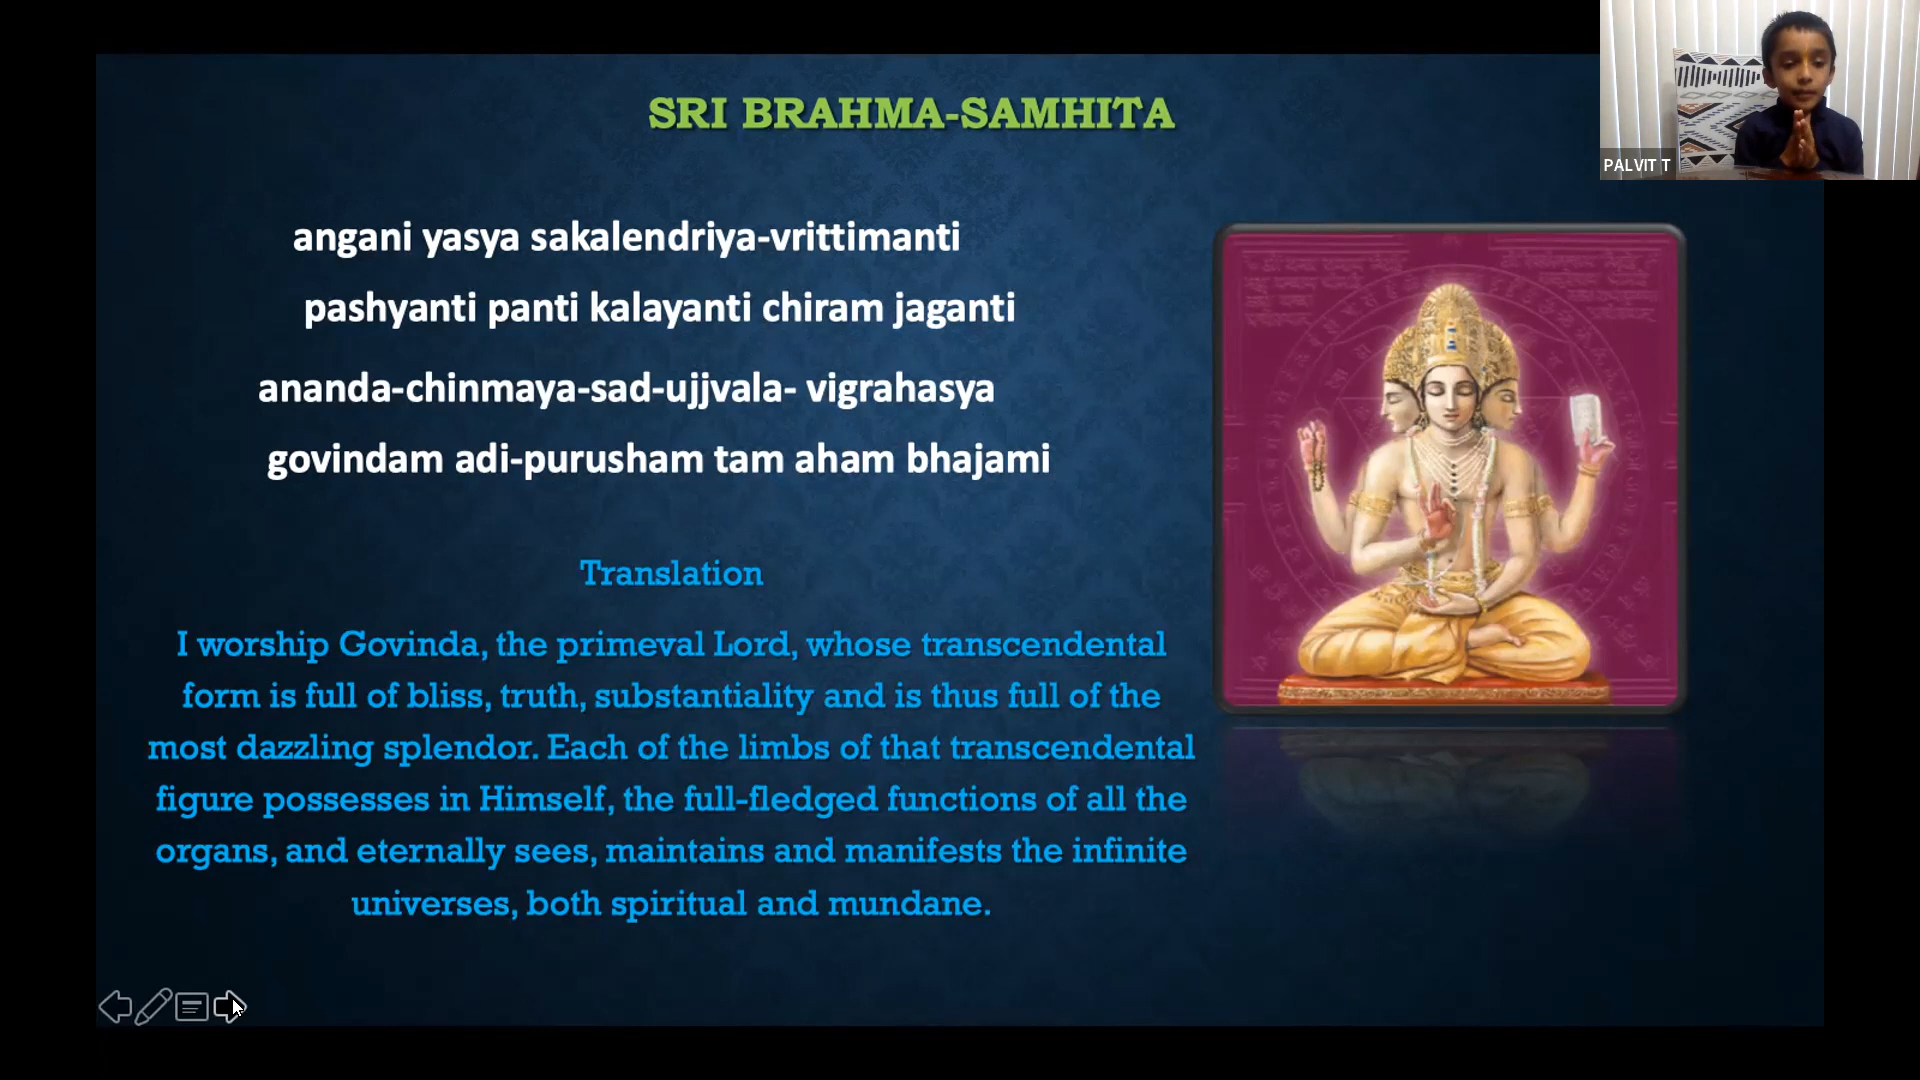 SRI BRAHMA-SAMHITA
PALVIT T
angani yasya sakalendriya-vrittimanti
pashyanti panti kalayanti chiram jaganti
ananda-chinmaya-sad-ujjvala- vigrahasya
govindam adi-purusham tam aham bhajami
Translation
I worship Govinda, the primeval Lord, whose transcendental
form is full of bliss, truth, substantiality and is thus full of the
most dazzling splendor. Each of the limbs of that transcendental
figure possesses in Himself, the full-fledged functions of all the
organs, and eternally sees, maintains and manifests the infinite
universes, both spiritual and mundane.